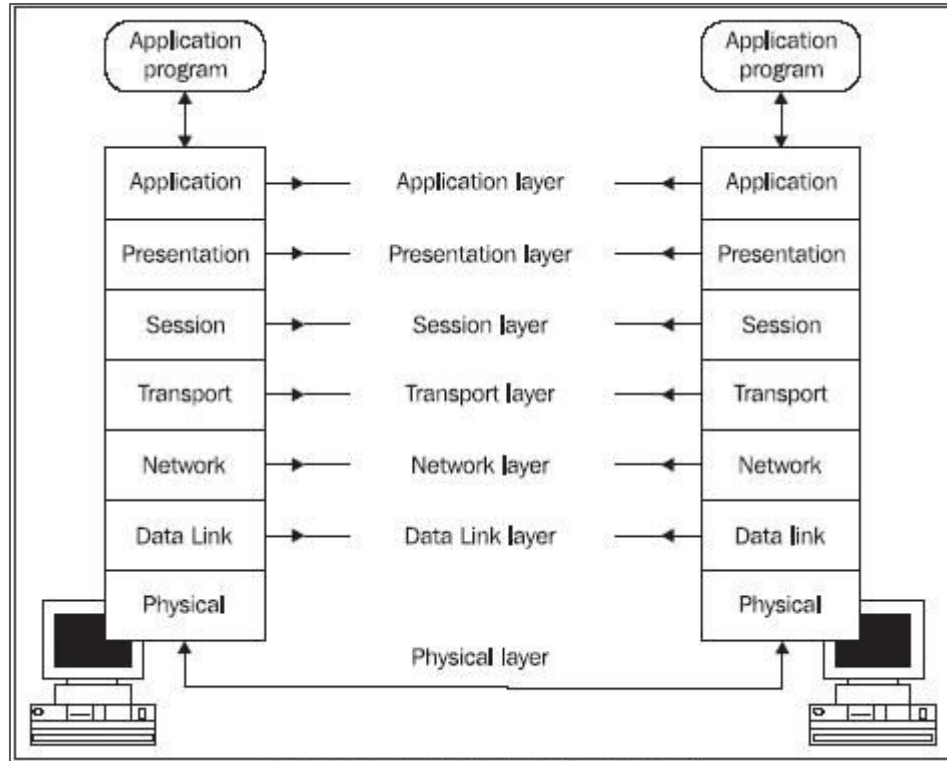 Application
program
Application
program
Application
Application layer
Application
Presentation
Presentation layer
Presentation
Session
Session layer
Session
Transport
Transport layer
Transport
Network
Network layer
Network
Data Link
Data Link layer
Data link
Physical
Physical
Physical layer